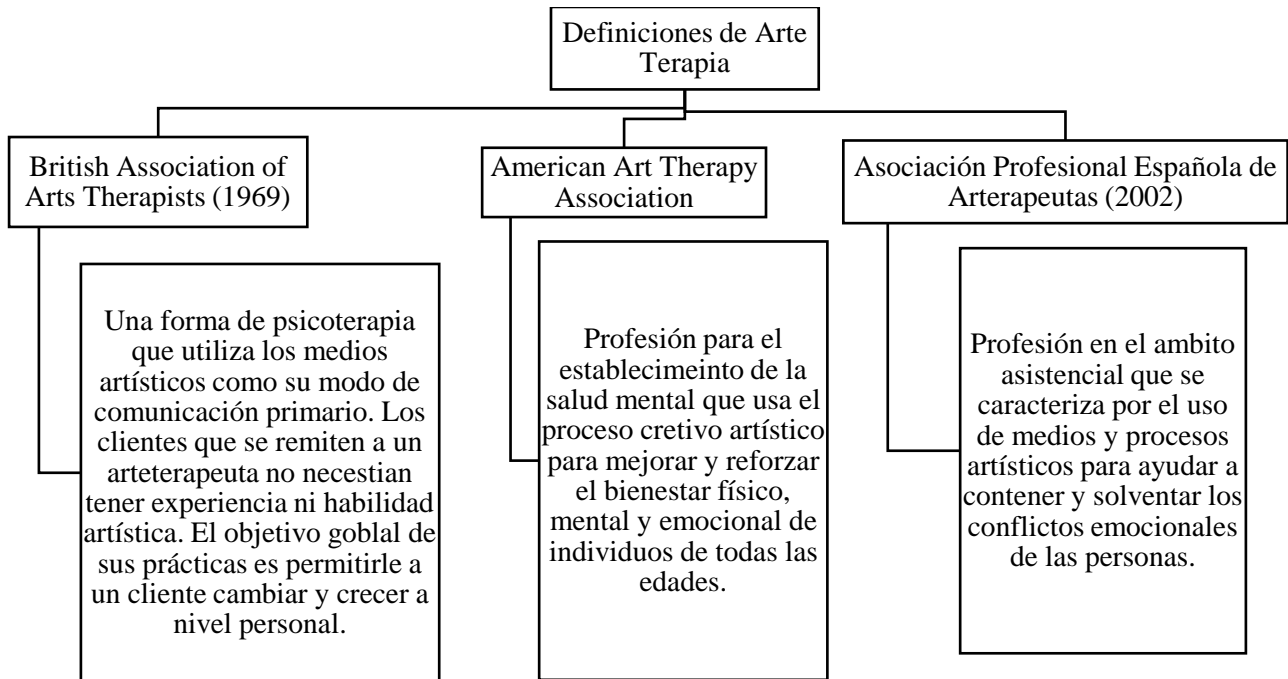 Definiciones de Arte
Terapia
British Association of
Arts Therapists (1969)
Una forma de psicoterapia
que utiliza los medios
artísticos como su modo de
comunicación primario. Los
clientes que se remiten a un
arteterapeuta no necestian
tener experiencia ni habilidad
artística. El objetivo goblal de
sus prácticas es permitirle a
un cliente cambiar y crecer a
nivel personal.
American Art Therapy
Association
Profesión para el
establecimeinto de la
salud mental que usa el
proceso cretivo artístico
para mejorar y reforzar
el bienestar físico,
mental y emocional de
individuos de todas las
edades.
Asociación Profesional Española de
Arterapeutas (2002)
Profesión en el ambito
asistencial que se
caracteriza por el uso
de medios y procesos
artísticos para ayudar a
contener y solventar los
conflictos emocionales
de las personas.